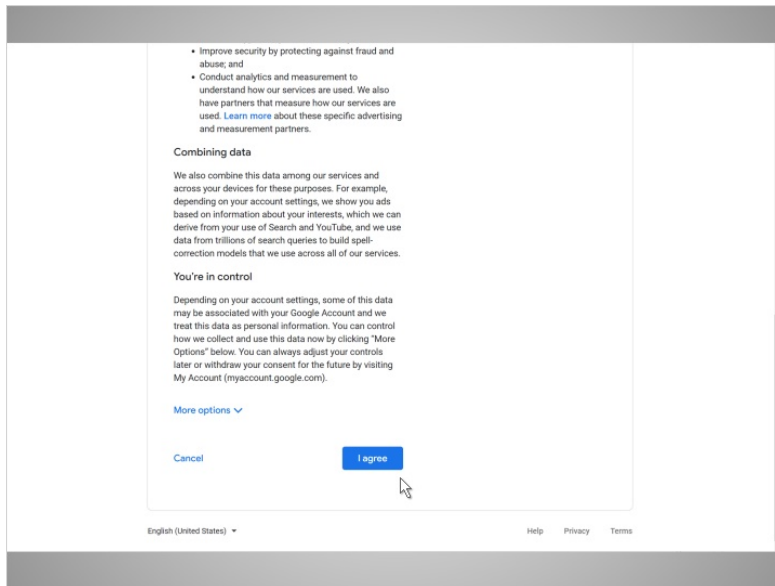 • Improve security by protecting against fraud and
abuse; and
• Conduct analytics and measurement to
understand how our services are used. We also
have partners that measure how our services are
used. Learn more about these specific advertising
and measurement partners.
Combining data
We also combine this data among our services and
across your devices for these purposes. For example,
depending on your account settings, we show you ads
based on information about your interests, which we can
derive from your use of Search and YouTube, and we use
data from trillions of search queries to build spell-
correction models that we use across all of our services.
You're in control
Depending on your account settings, some of this data
may be associated with your Google Account and we
treat this data as personal information. You can control
how we collect and use this data now by clicking "More
Options" below. You can always adjust your controls
later or withdraw your consent for the future by visiting
My Account (myaccount.google.com).
More options
Cancel
I agree
English (United States)
Help Privacy Terms